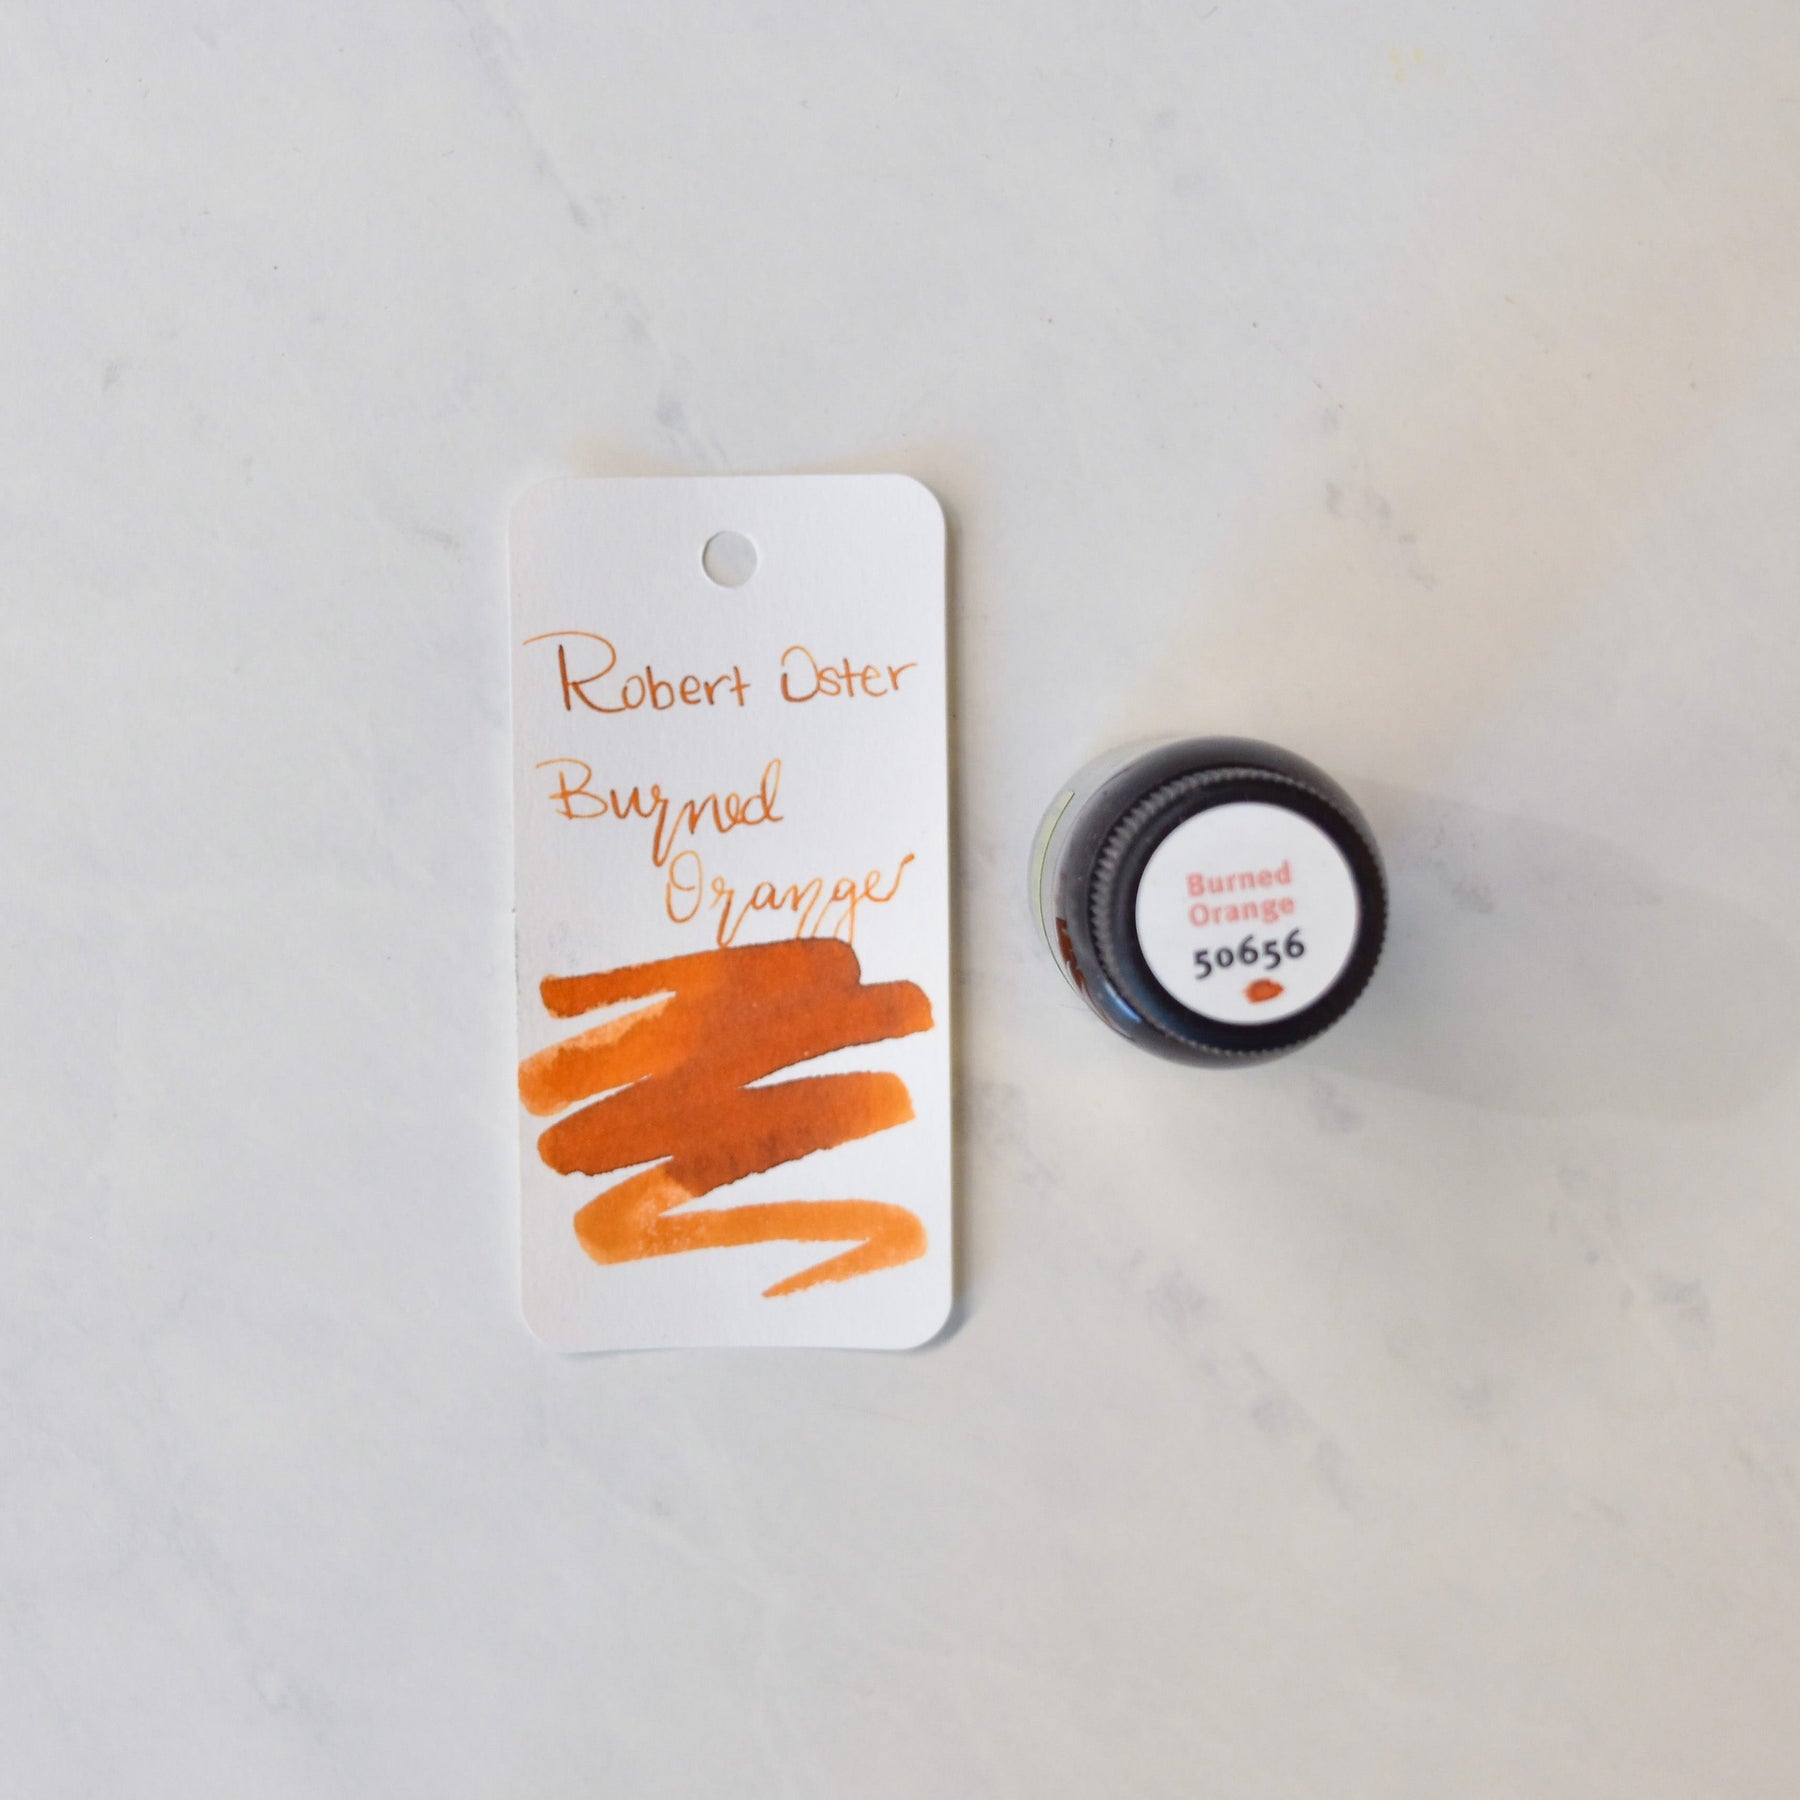 Robert Oster
Burned
Orange
Burned
Orange
50656